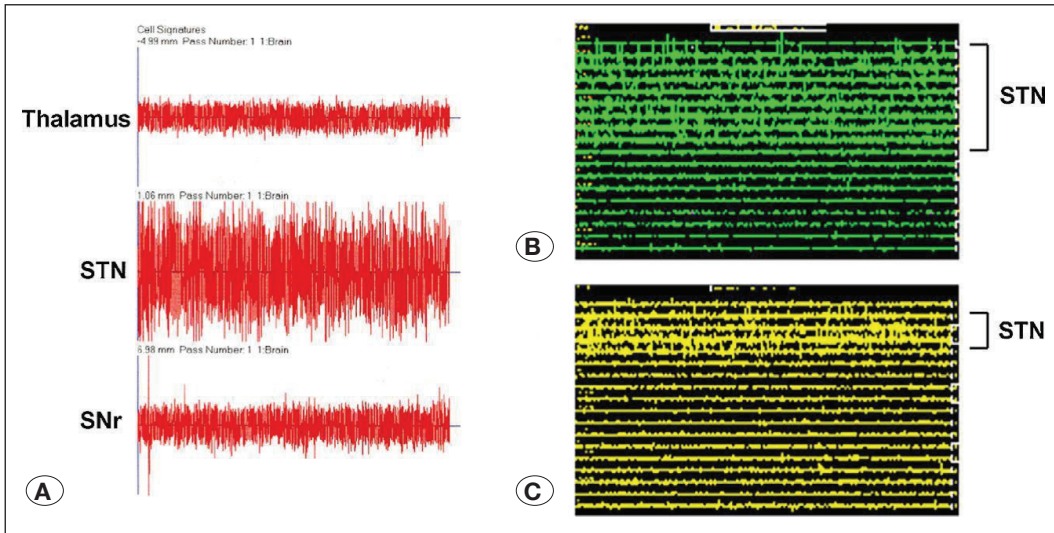 Cell Signatures
-4.99 mm Pass Number: 1 1:Brain
Thalamus
1.06 mm Pass Number: 1 1:Brain
STN
6.98 mm Pass Number: 1 1:Brain
SNr
A
STN
B
STN
C